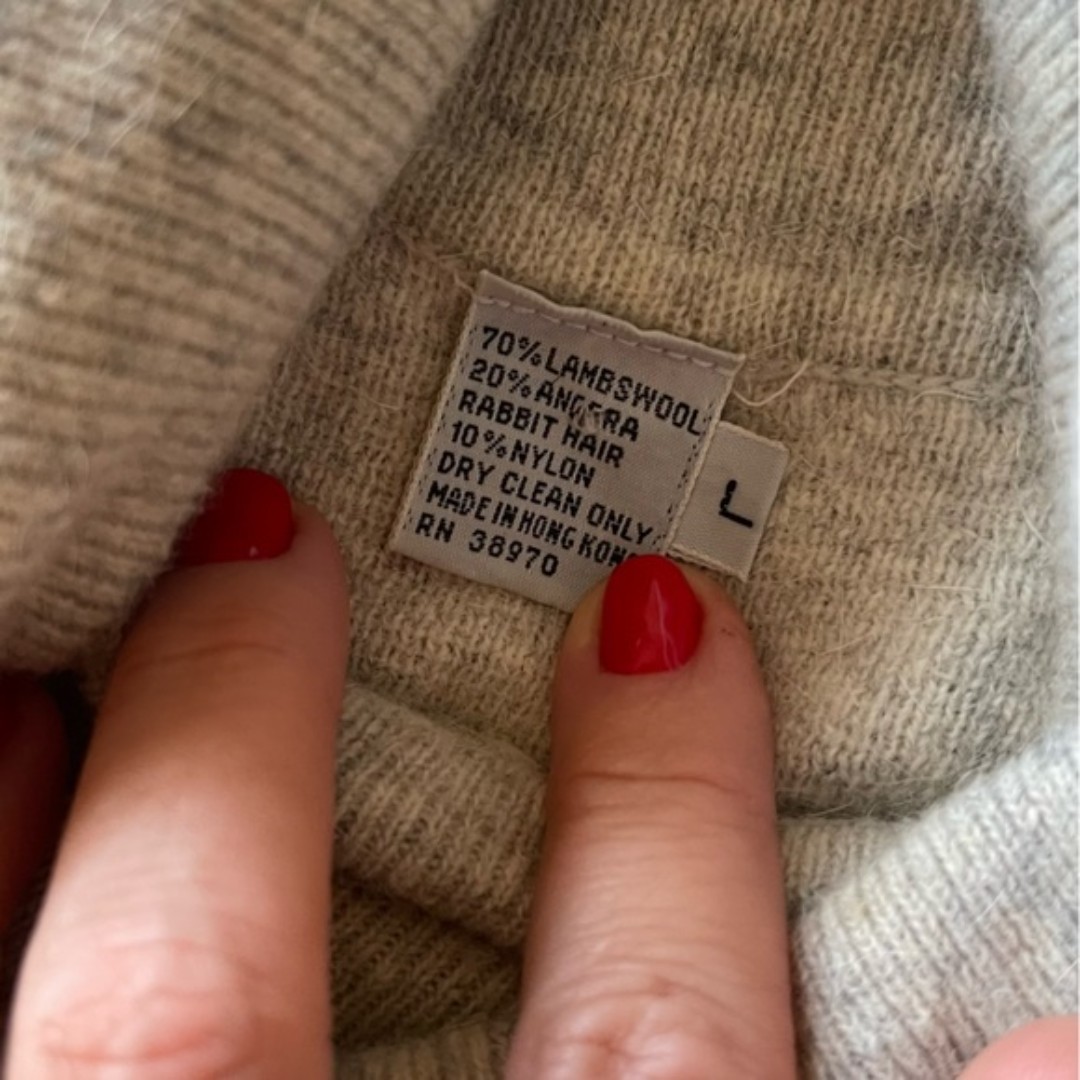 70% LAMBSWOOL
20% ANGORA
RABBIT HAIR
10% NYLON
DRY CLEAN ONLY
MADE IN HONG KONG
RN 38970
L